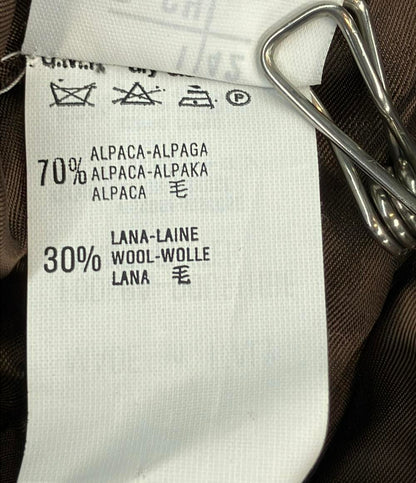 P
70% ALPACA-ALPAGA
ALPACA-ALPAKA
ALPACA 毛
30% LANA-LAINE
WOOL-WOLLE
LANA 毛